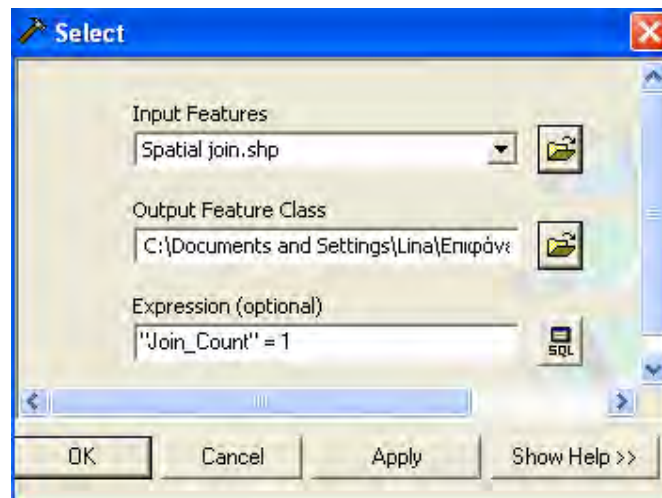 Select
Input Features
Spatial join.shp
Output Feature Class
C:\Documents and Settings\Lina\Επιφάνε
Expression (optional)
"Join_Count" = 1
SQL
OK
Cancel
Apply
Show Help >>